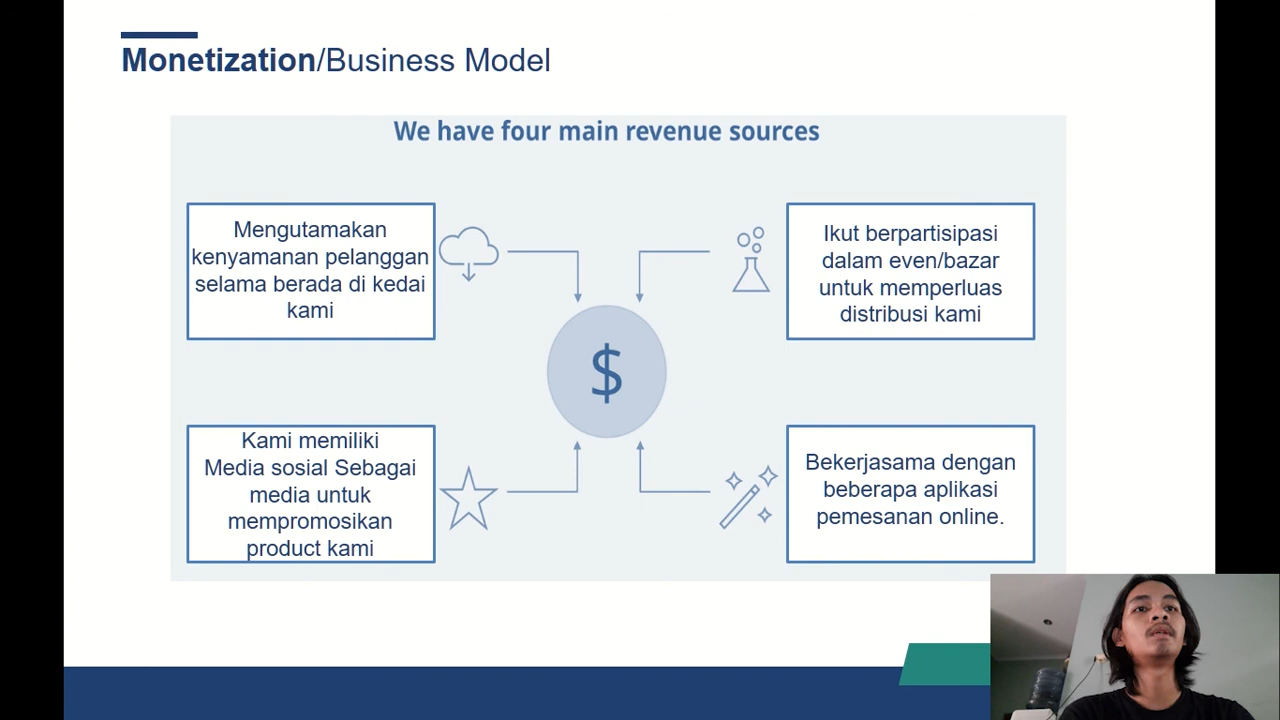 Monetization/Business Model
We have four main revenue sources
Mengutamakan
kenyamanan pelanggan
selama berada di kedai
kami
Ikut berpartisipasi
dalam even/bazar
untuk memperluas
distribusi kami
$
Kami memiliki
Media sosial Sebagai
media untuk
mempromosikan
product kami
Bekerjasama dengan
beberapa aplikasi
pemesanan online.